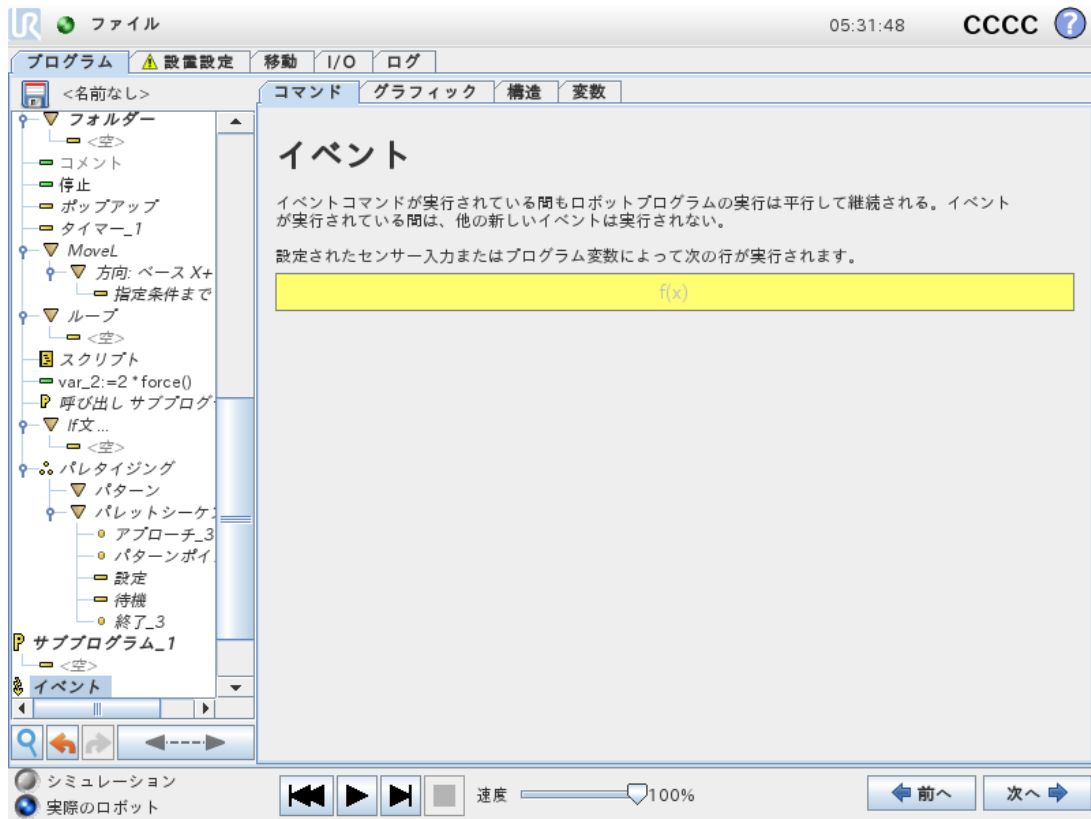 UR ファイル 05:31:48 CCCC ?
プログラム 設置設定 移動 I/O ログ
<名前なし>
コマンド グラフィック 構造 変数
フォルダー
<空>
コメント
停止
ポップアップ
タイマー_1
MoveL
方向: ベース X+
指定条件まで
ループ
<空>
スクリプト
var_2:=2 * force()
呼び出し サブプログ
If文 ...
<空>
パレタイジング
パターン
パレットシーケン
アプローチ_3
パターンポイ
設定
待機
終了_3
サブプログラム_1
<空>
イベント
イベント
イベントコマンドが実行されている間もロボットプログラムの実行は平行して継続される。イベント
が実行されている間は、他の新しいイベントは実行されない。
設定されたセンサー入力またはプログラム変数によって次の行が実行されます。
f(x)
シミュレーション
実際のロボット
速度 100%
前へ 次へ